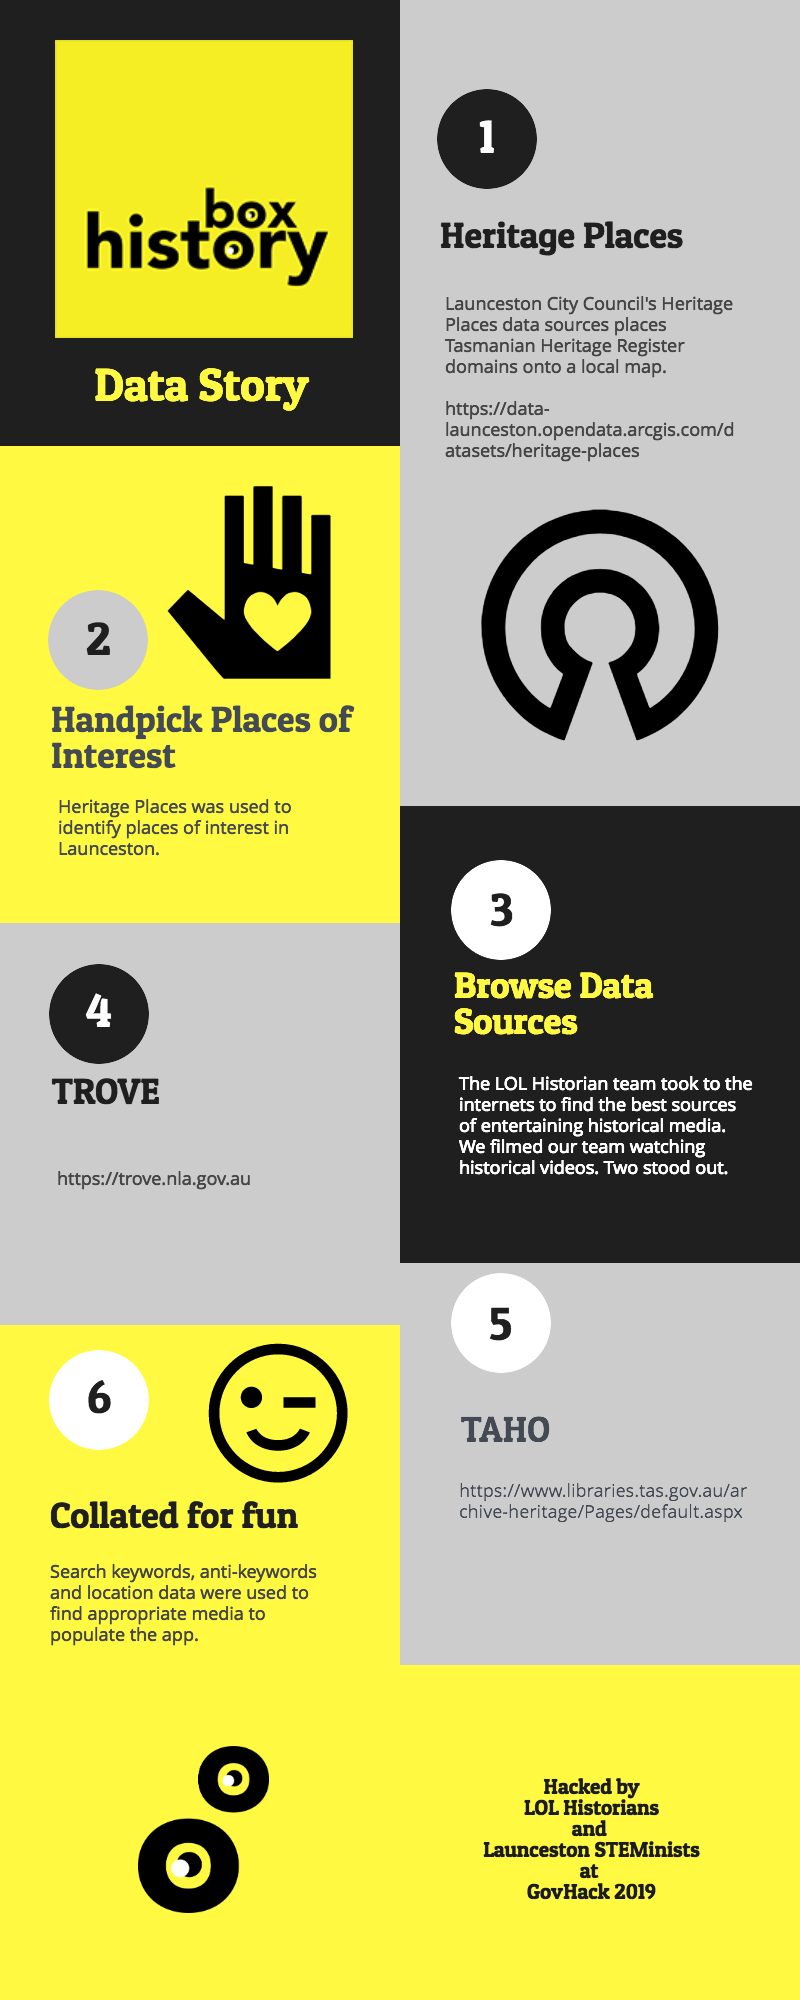 box
history
Data Story
1
Heritage Places
Launceston City Council's Heritage
Places data sources places
Tasmanian Heritage Register
domains onto a local map.
https://data-
launceston.opendata.arcgis.com/d
atasets/heritage-places
2
Handpick Places of
Interest
Heritage Places was used to
identify places of interest in
Launceston.
3
Browse Data
Sources
The LOL Historian team took to the
internets to find the best sources
of entertaining historical media.
We filmed our team watching
historical videos. Two stood out.
4
TROVE
https://trove.nla.gov.au
5
TAHO
https://www.libraries.tas.gov.au/ar
chive-heritage/Pages/default.aspx
6
Collated for fun
Search keywords, anti-keywords
and location data were used to
find appropriate media to
populate the app.
Hacked by
LOL Historians
and
Launceston STEMinists
at
GovHack 2019